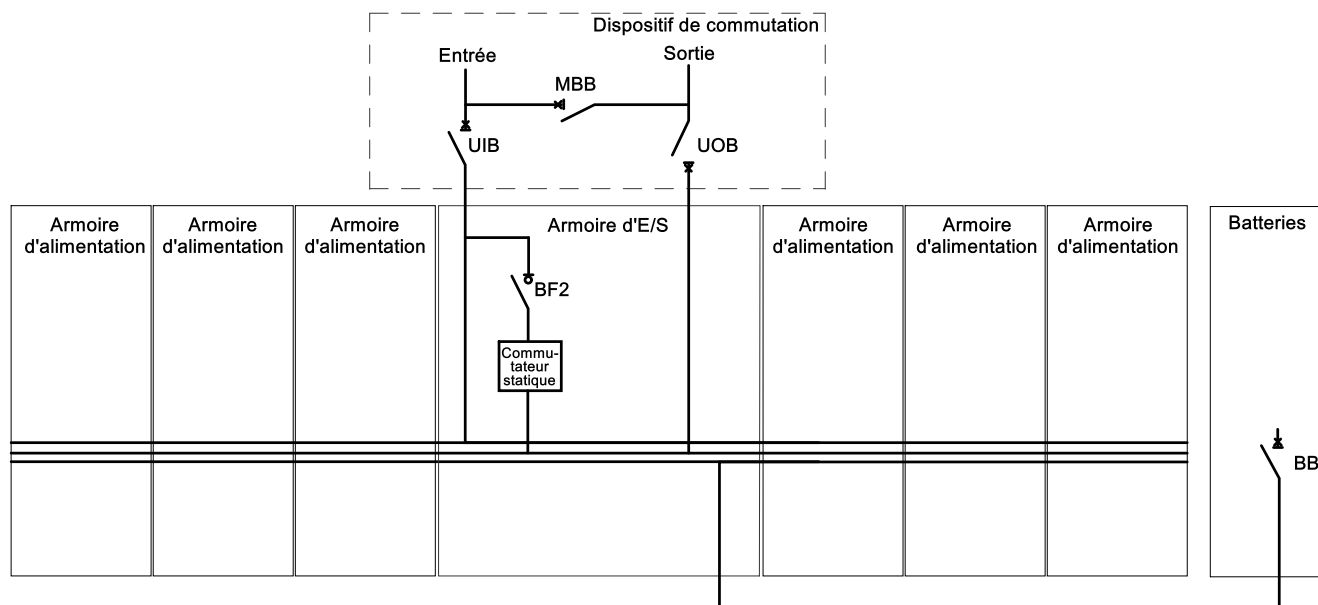 Dispositif de commutation
Entrée
Sortie
MBB
UIB
UOB
Armoire
d'alimentation
Armoire
d'alimentation
Armoire
d'alimentation
Armoire d'E/S
Armoire
d'alimentation
Armoire
d'alimentation
Armoire
d'alimentation
Batteries
BF2
Commu-
tateur
statique
BB